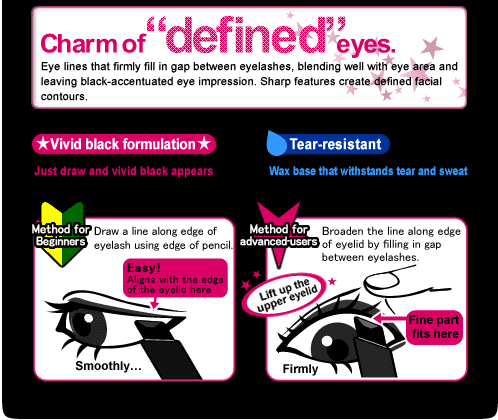 Charm of “defined” eyes.
Eye lines that firmly fill in gap between eyelashes, blending well with eye area and
leaving black-accentuated eye impression. Sharp features create defined facial
contours.
★Vivid black formulation★
Just draw and vivid black appears
Tear-resistant
Wax base that withstands tear and sweat
Method for
Beginners
Draw a line along edge of
eyelash using edge of pencil.
Easy!
Aligns with the edge
of the eyelid here
Smoothly...
Method for
advanced-users
Broaden the line along edge
of eyelid by filling in gap
between eyelashes.
Lift up the
upper eyelid
Fine part
fits here
Firmly